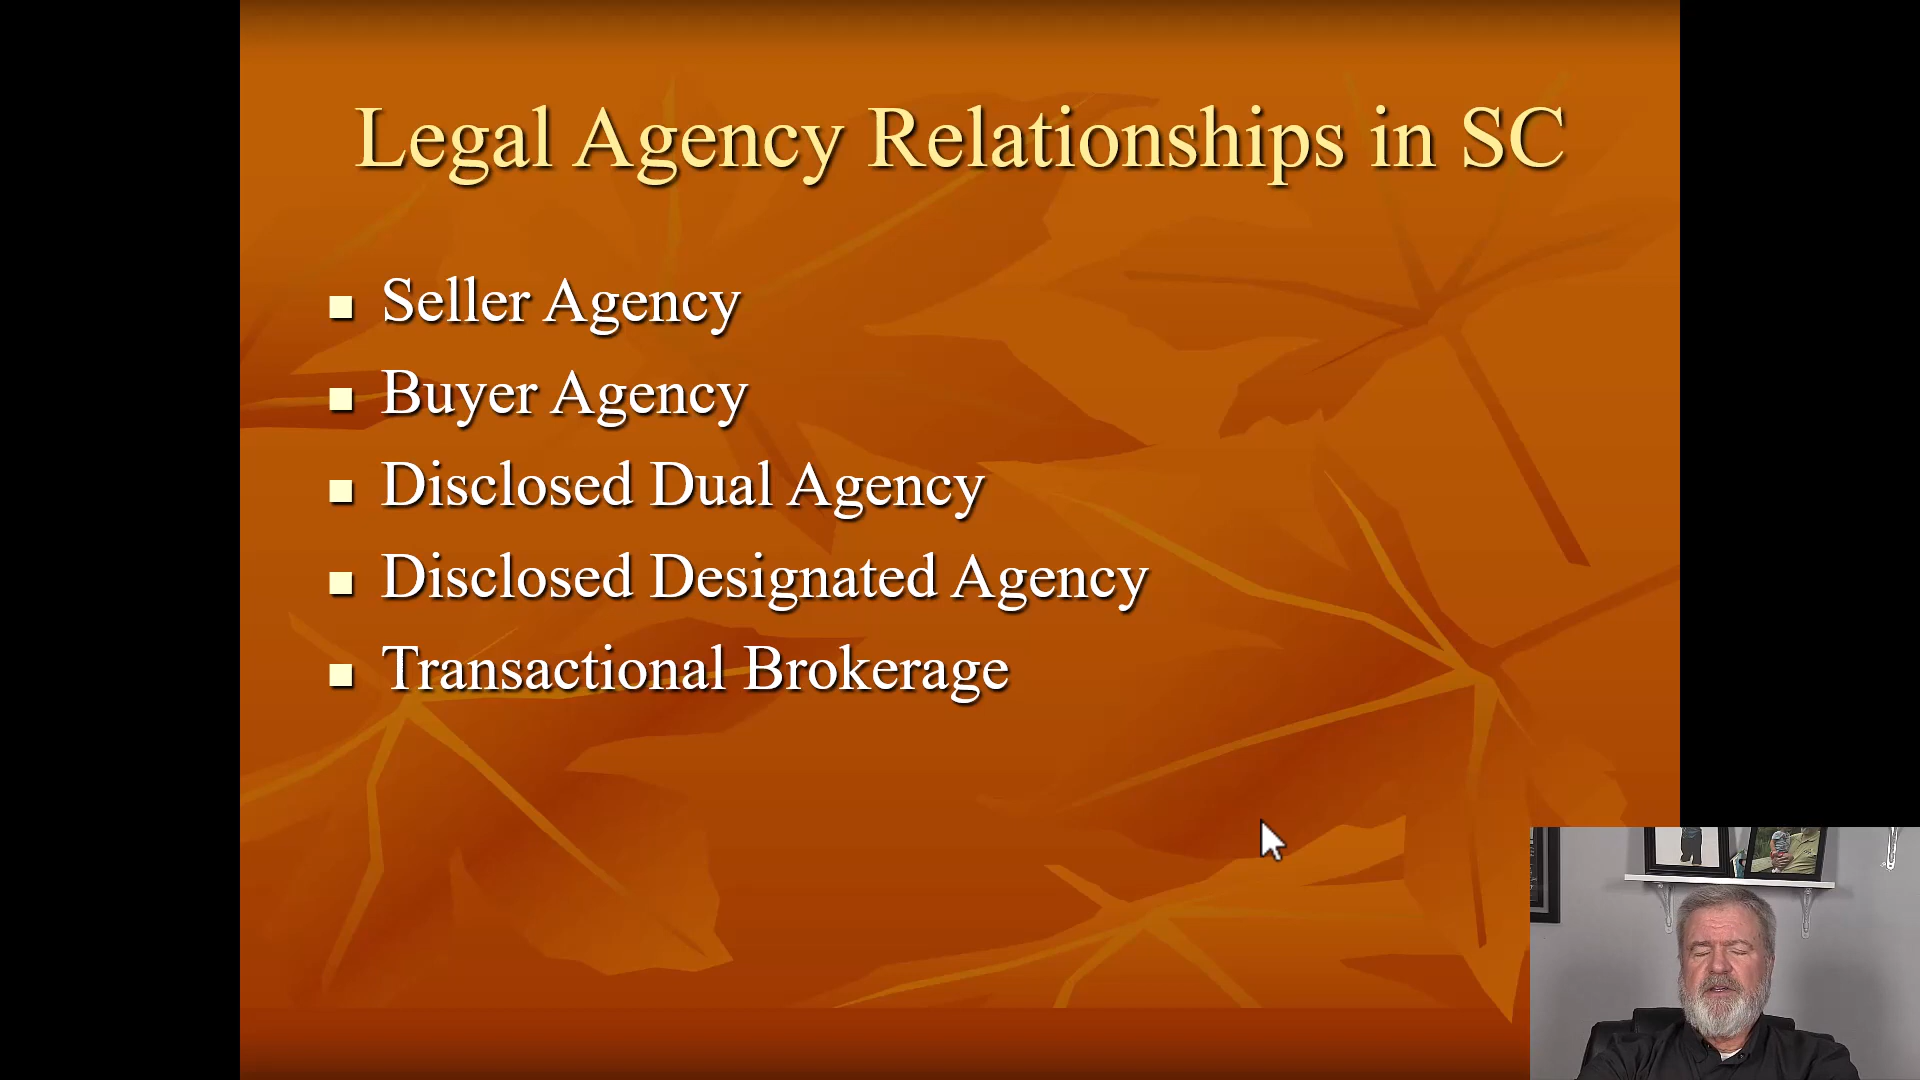 Legal Agency Relationships in SC
Seller Agency
Buyer Agency
Disclosed Dual Agency
Disclosed Designated Agency
Transactional Brokerage